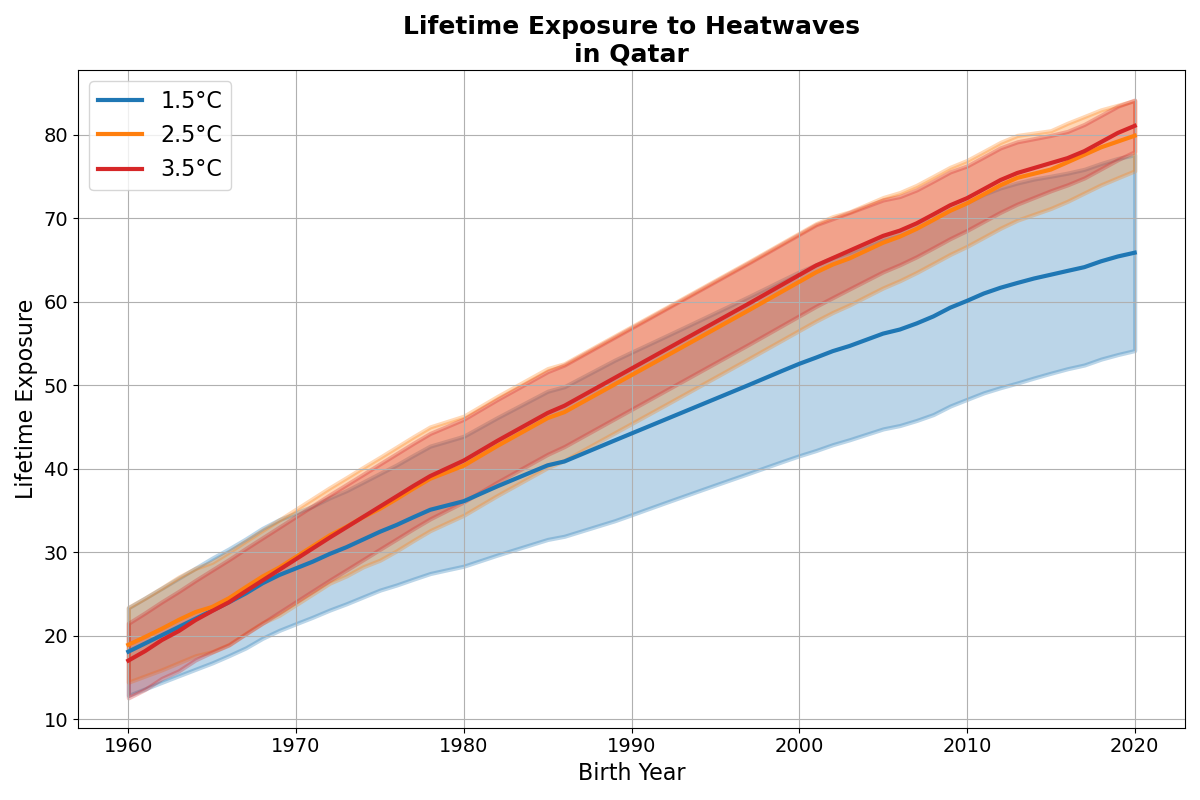 Lifetime Exposure to Heatwaves
in Qatar
1.5°C
2.5°C
3.5°C
Lifetime Exposure
80
70
60
50
40
30
20
10
1960 1970 1980 1990 2000 2010 2020
Birth Year